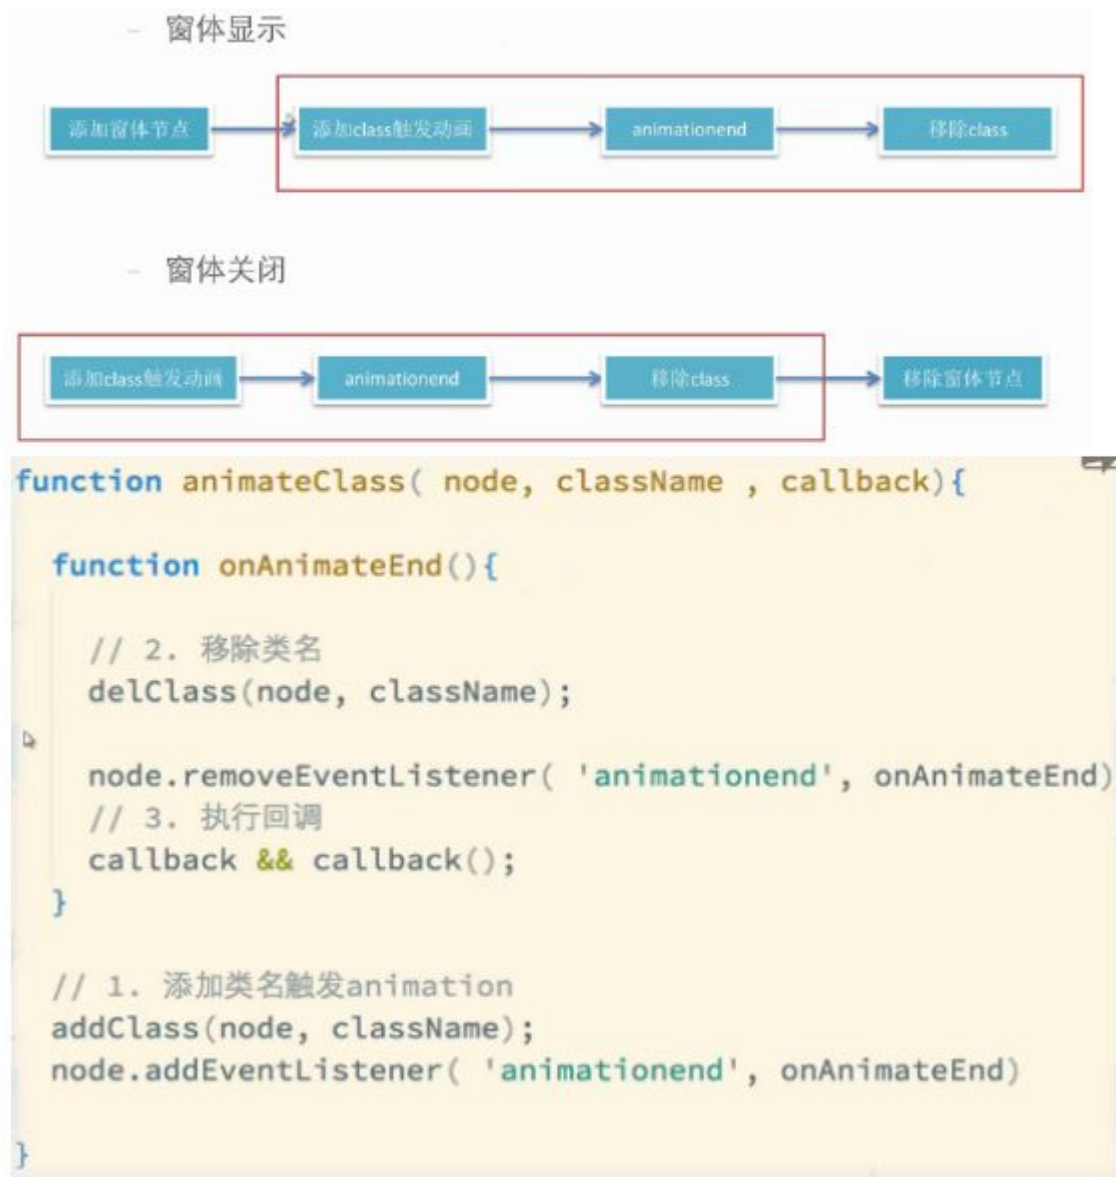 - 窗体显示
添加窗体节点 添加class触发动画 animationend 移除class
- 窗体关闭
添加class触发动画 animationend 移除class 移除窗体节点
function animateClass( node, className , callback){
function onAnimateEnd(){
// 2. 移除类名
delClass(node, className);
node.removeEventListener( 'animationend', onAnimateEnd)
// 3. 执行回调
callback && callback();
}
// 1. 添加类名触发animation
addClass(node, className);
node.addEventListener( 'animationend', onAnimateEnd)
}